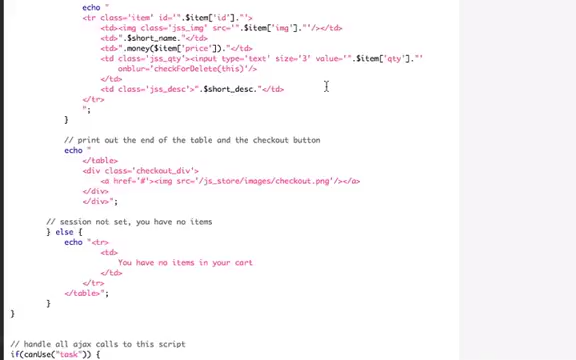 echo "
<tr class='item' id='".$item['id']."'>
<td><img class='jss_img' src='".$item['img']."'/></td>
<td>".$short_name."</td>
<td>".money($item['price'])."</td>
<td class='jss_qty'><input type='text' size='3' value='".$item['qty']."'
onblur='checkForDelete(this)'/>
</td>
<td class='jss_desc'>".$short_desc."</td>
</tr>
";
}
// print out the end of the table and the checkout button
echo "
</table>
<div class='checkout_div'>
<a href='#'><img src='/js_store/images/checkout.png'/></a>
</div>
</div>";
// session not set, you have no items
} else {
echo "<tr>
<td>
You have no items in your cart
</td>
</tr>
</table>";
}
}
// handle all ajax calls to this script
if(canUse("task")) {